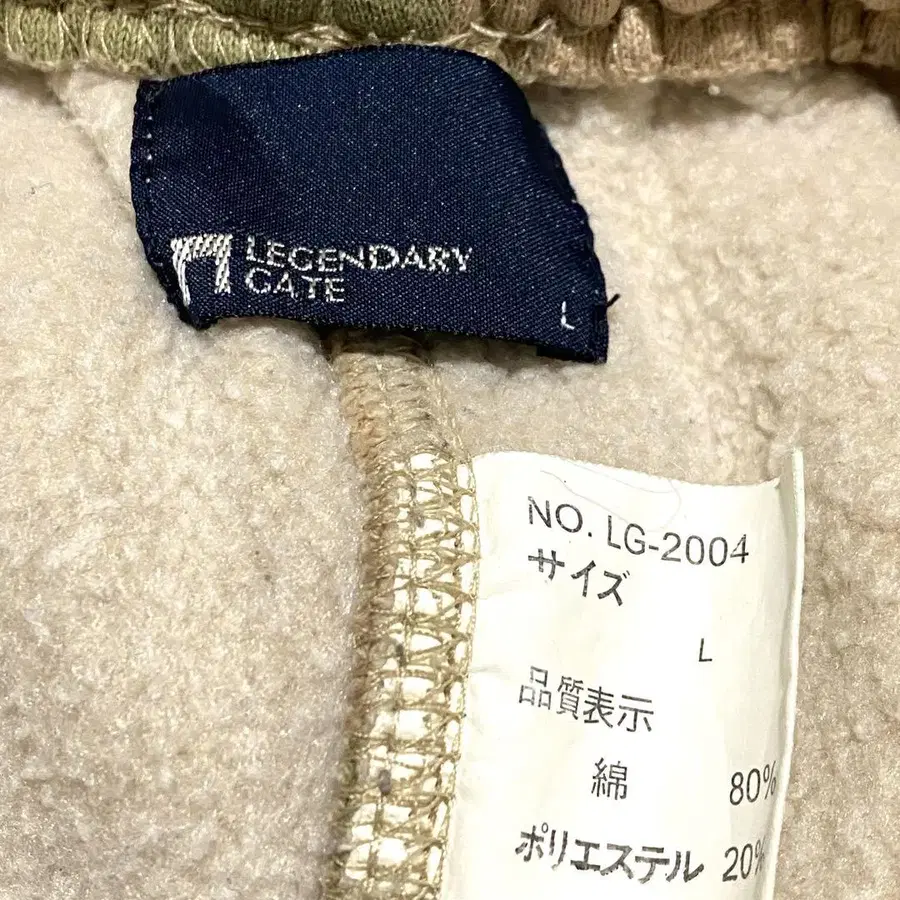 LEGENDARY
GATE
L
NO. LG-2004
サイズ
L
品質表示
綿 80%
ポリエステル 20%